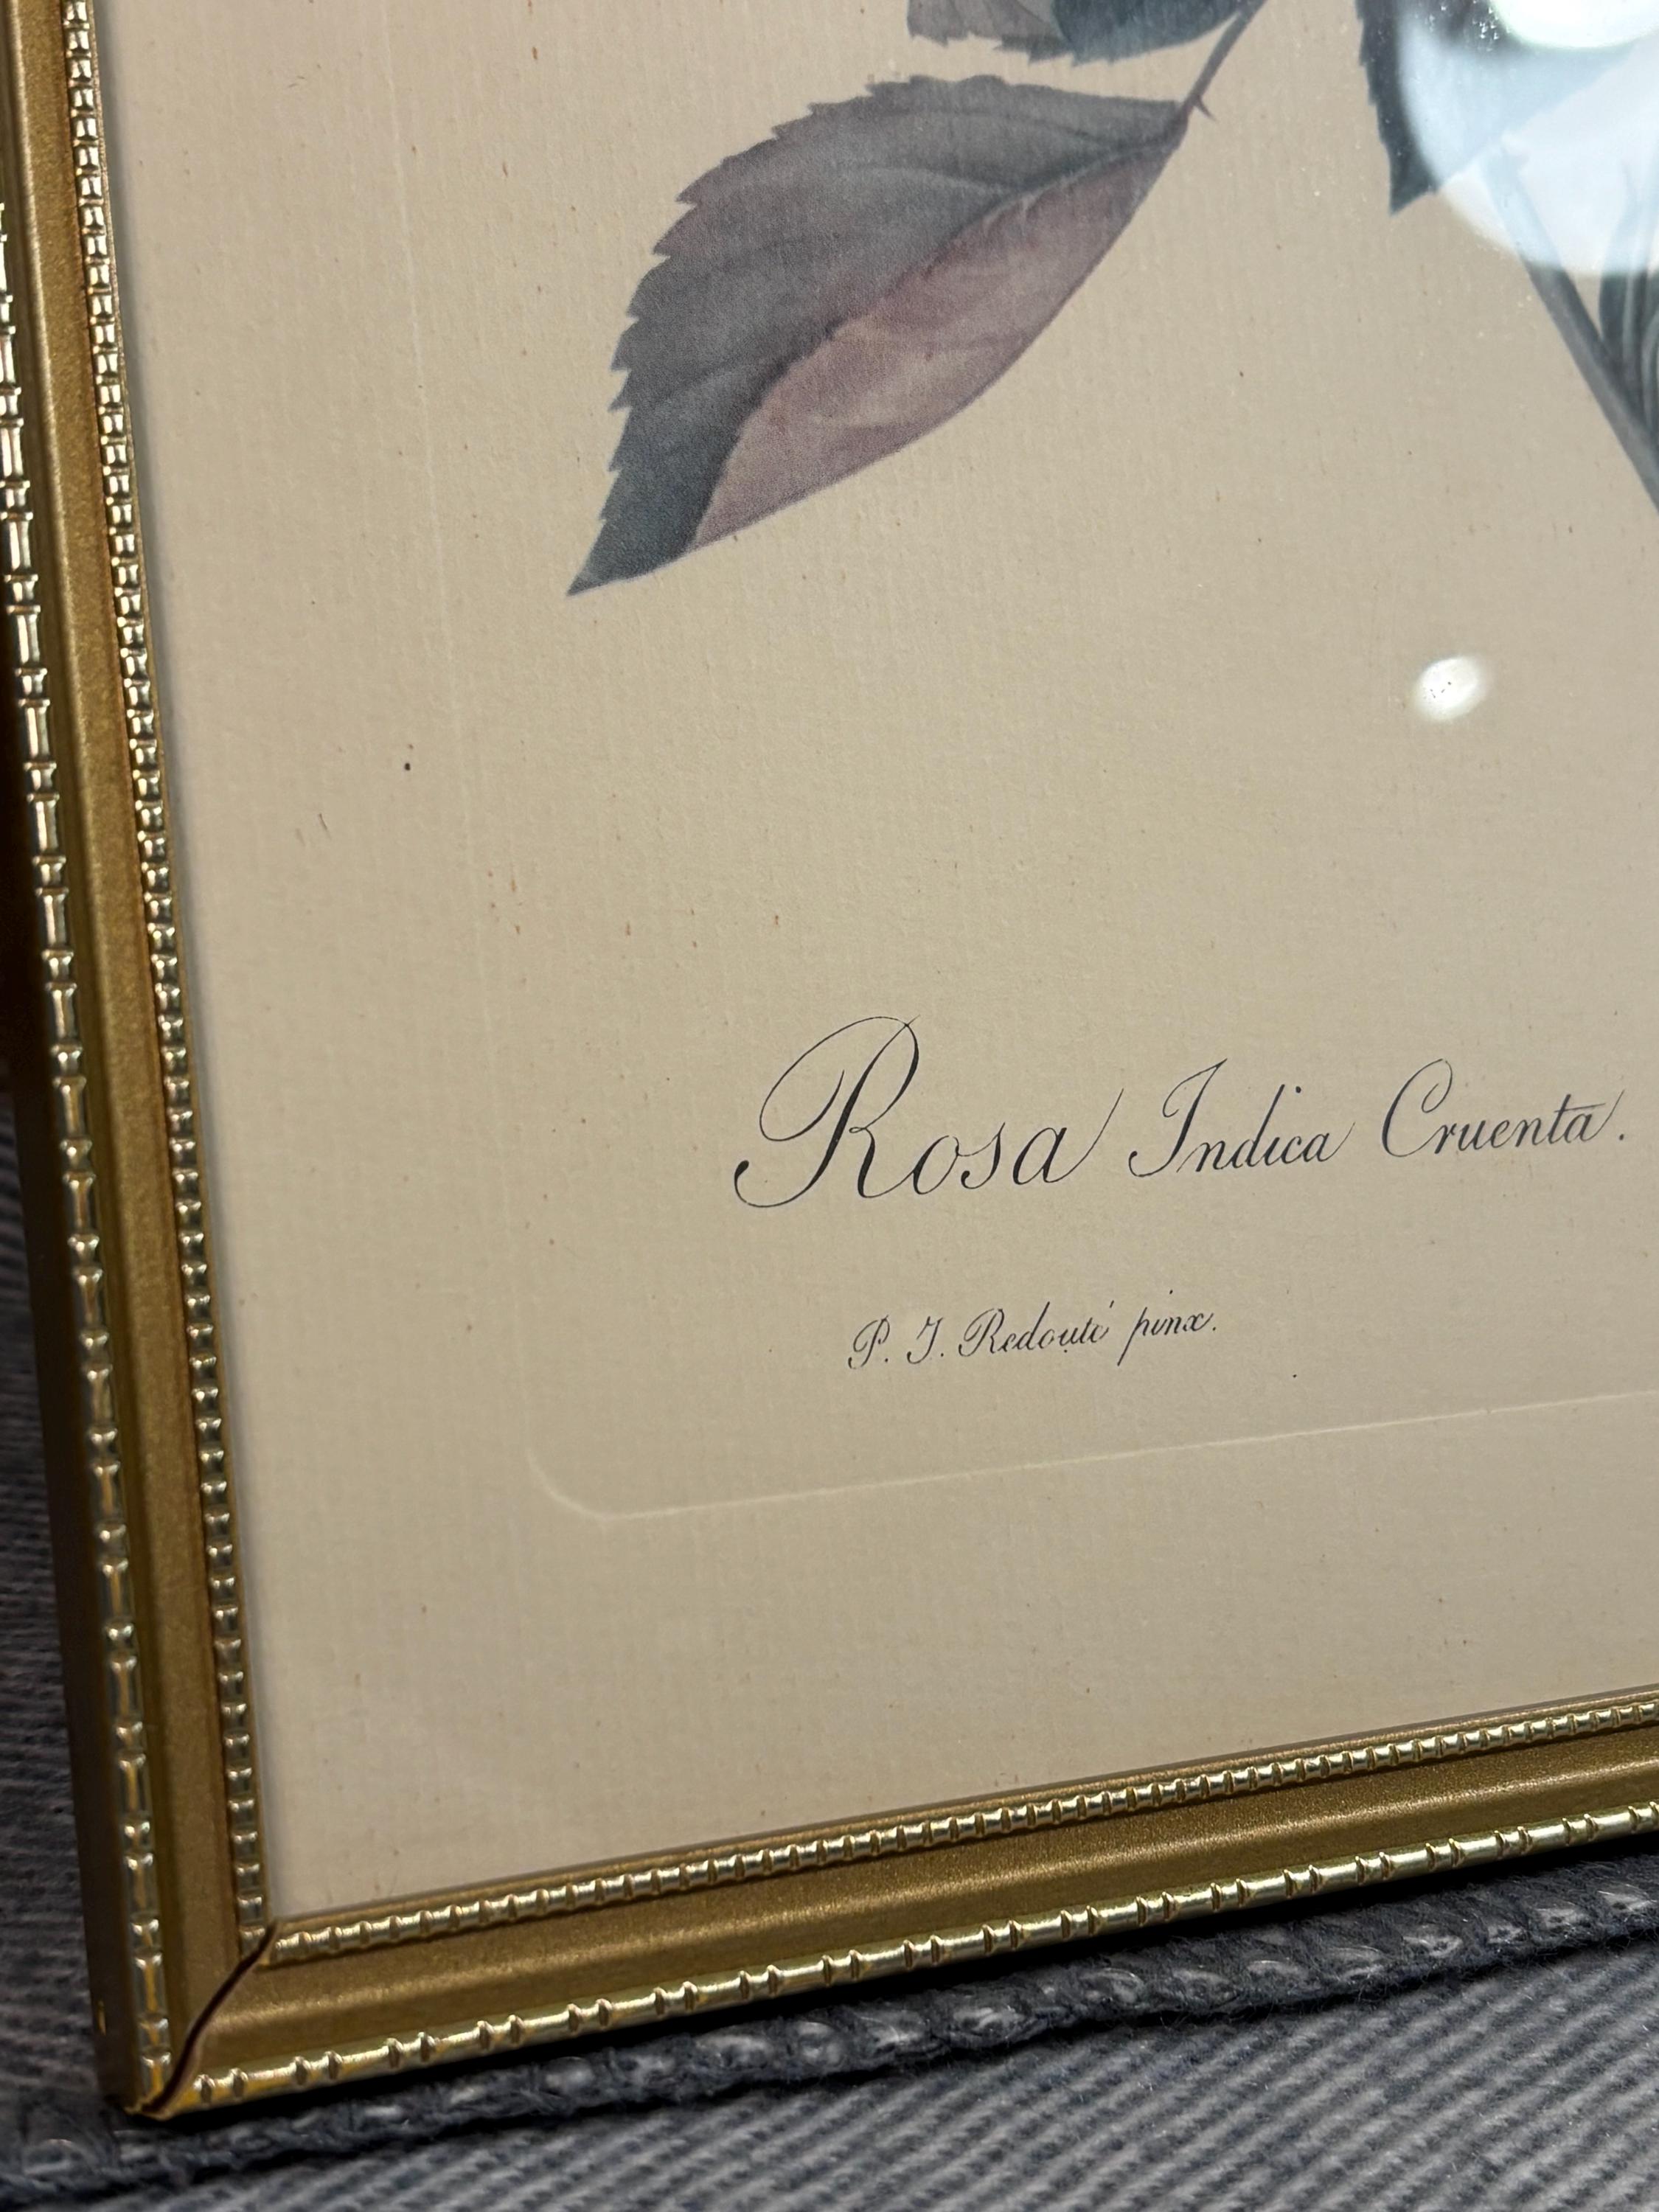 Rosa Indica Cruenta.
P. J. Redouté pinx.